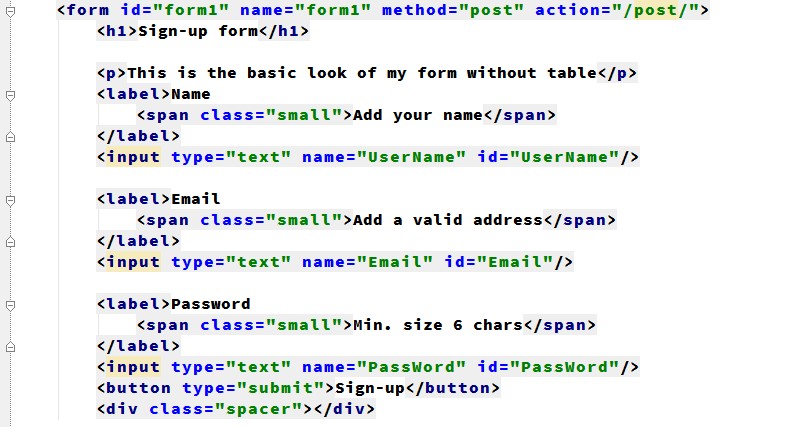 <form id="form1" name="form1" method="post" action="/post/">
<h1>Sign-up form</h1>
<p>This is the basic look of my form without table</p>
<label>Name
<span class="small">Add your name</span>
</label>
<input type="text" name="UserName" id="UserName"/>
<label>Email
<span class="small">Add a valid address</span>
</label>
<input type="text" name="Email" id="Email"/>
<label>Password
<span class="small">Min. size 6 chars</span>
</label>
<input type="text" name="PassWord" id="PassWord"/>
<button type="submit">Sign-up</button>
<div class="spacer"></div>